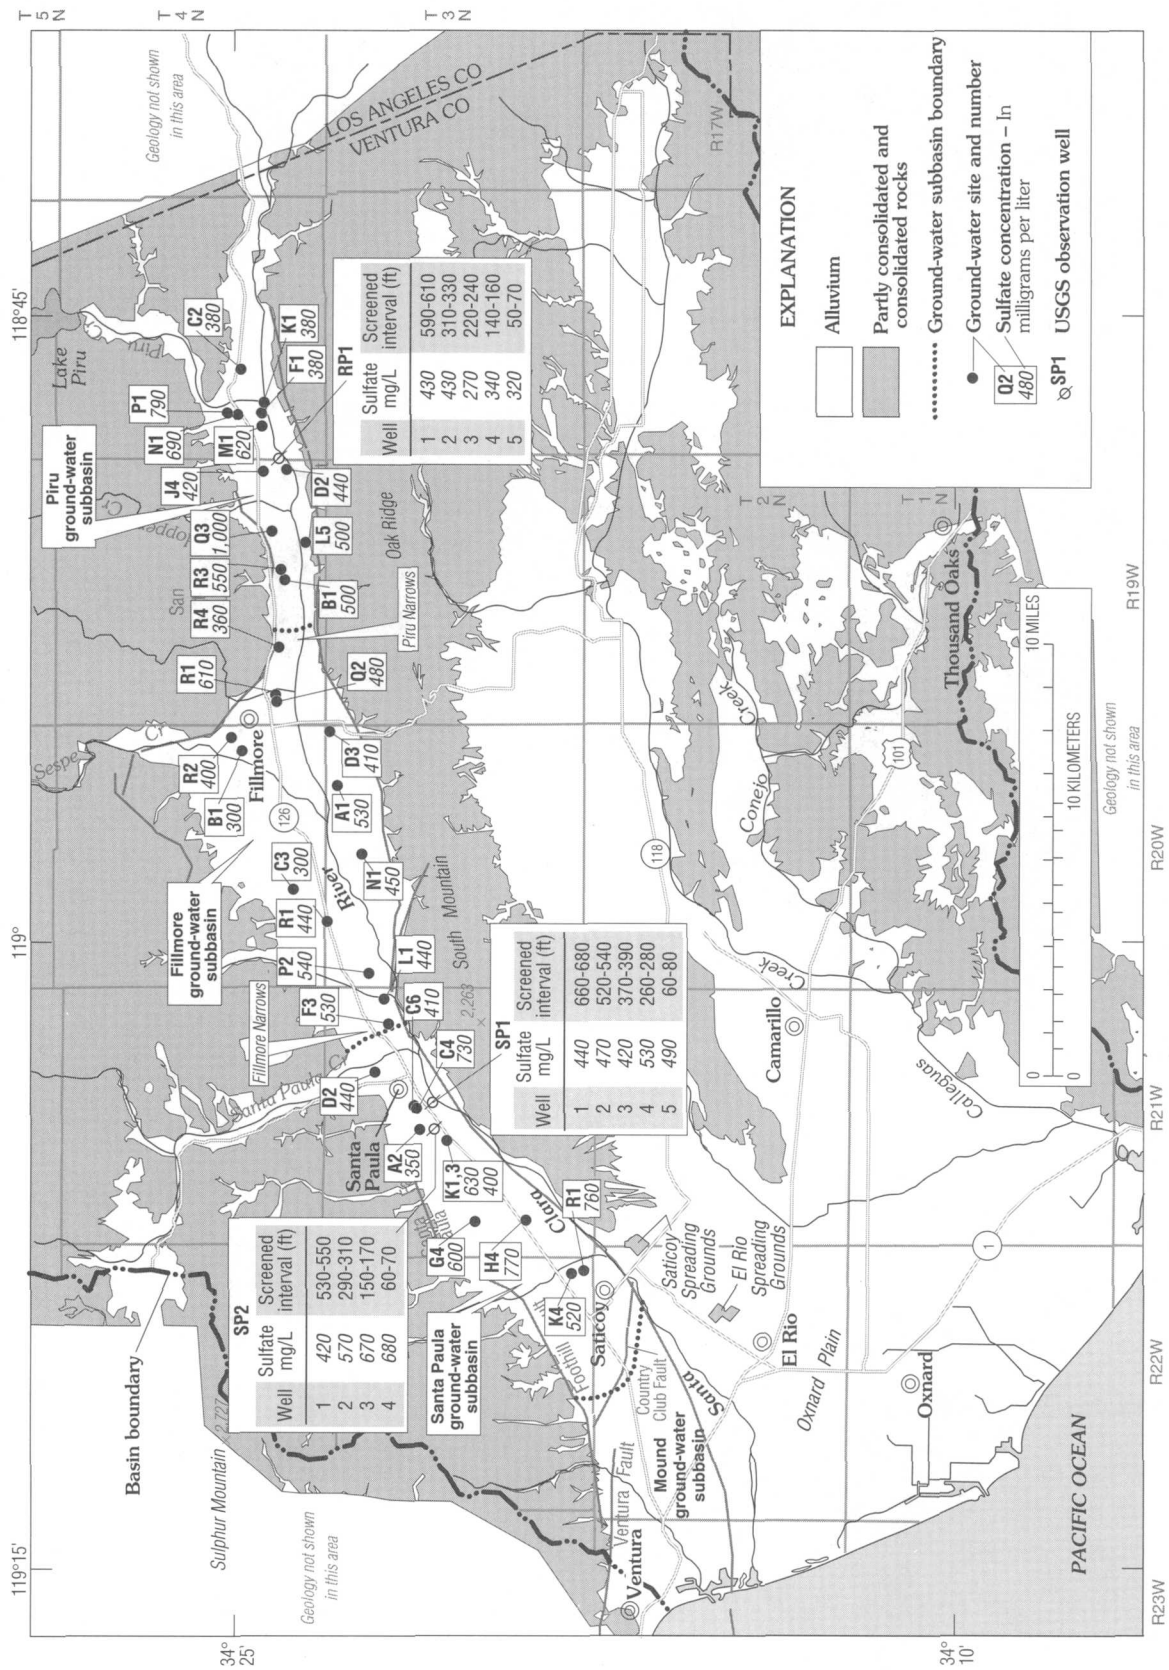 119°15'
119°
118°45'
T
5
N
T
4
N
T
3
N
34°
25'
34°
10'
Basin boundary
Sulphur Mountain 2,727
Geology not shown
in this area
Geology not shown
in this area
LOS ANGELES CO
VENTURA CO
Lake
Piru
Piru
Cr
Piru
ground-water
subbasin
Hopper
Cr
San
Sespe
Cr
Fillmore
ground-water
subbasin
Fillmore Narrows
Santa Paula Cr
Santa
Paula
Fillmore
126
River
Piru Narrows
Oak Ridge
South Mountain
2,263
C2
380
P1
790
N1
690
M1
620
K1
380
F1
380
RP1
J4
420
D2
440
Q3
1,000
L5
500
R3
550
B1
500
R4
360
R1
610
Q2
480
R2
400
B1
300
D3
410
A1
530
C3
300
N1
450
R1
440
P2
540
L1
440
F3
530
C6
410
D2
440
C4
730
SP1
A2
350
K1,3
630
400
G4
600
H4
770
R1
760
K4
520
Well
Sulfate
mg/L
Screened
interval (ft)
1 430 590-610
2 430 310-330
3 270 220-240
4 340 140-160
5 320 50-70
Well
Sulfate
mg/L
Screened
interval (ft)
1 440 660-680
2 470 520-540
3 420 370-390
4 530 260-280
5 490 60-80
SP2
Well
Sulfate
mg/L
Screened
interval (ft)
1 420 530-550
2 570 290-310
3 670 150-170
4 680 60-70
Santa Paula
ground-water
subbasin
Foothill
Saticoy
Clara
Santa
Country
Club Fault
Ventura Fault
Mound
ground-water
subbasin
Ventura
Saticoy
Spreading
Grounds
El Rio
Spreading
Grounds
El Rio
Oxnard Plain
Oxnard
1
PACIFIC OCEAN
Camarillo
Calleguas
Creek
Conejo
Creek
118
101
Thousand Oaks
T
2
N
T
1
N
R17W
EXPLANATION
Alluvium
Partly consolidated and
consolidated rocks
Ground-water subbasin boundary
Ground-water site and number
Q2
480
Sulfate concentration – In
milligrams per liter
SP1 USGS observation well
0
10 MILES
0
10 KILOMETERS
Geology not shown
in this area
R23W
R22W
R21W
R20W
R19W